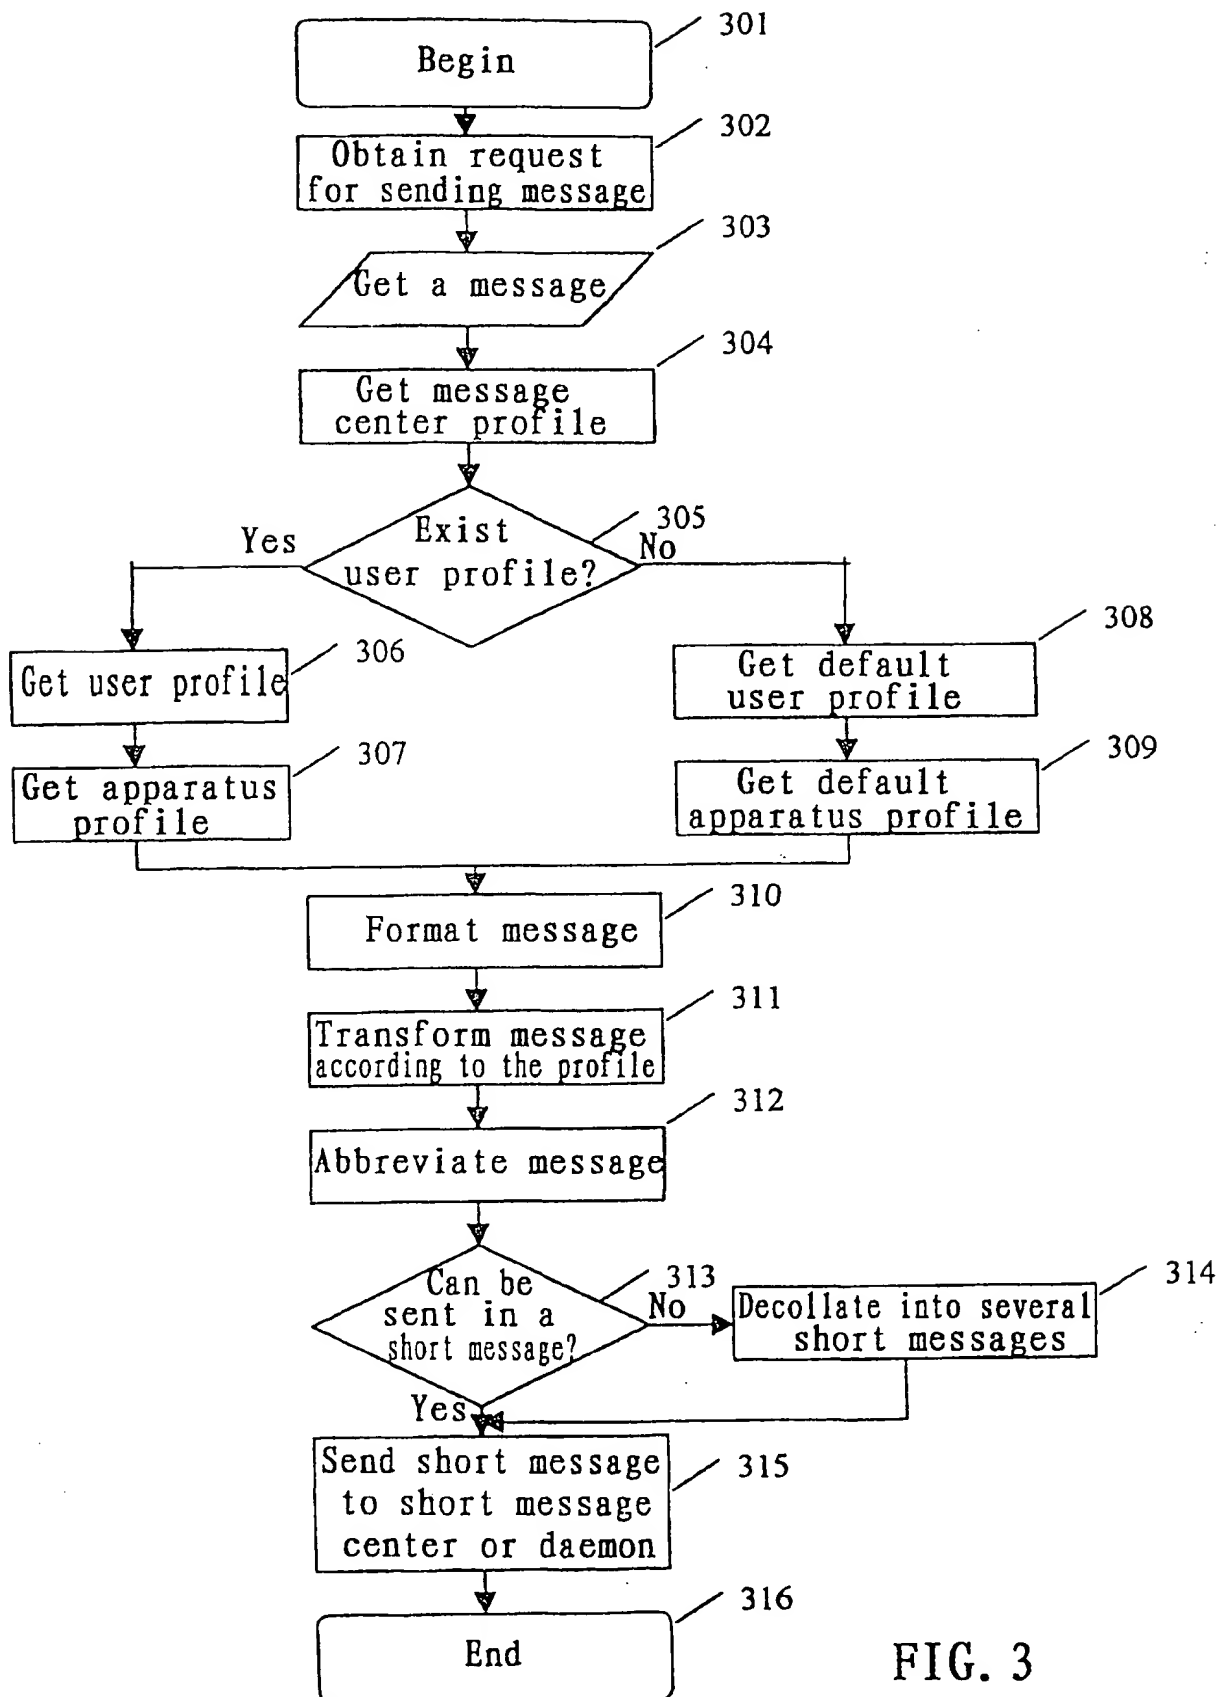 301
Begin
302
Obtain request
for sending message
303
Get a message
304
Get message
center profile
305
Exist
user profile?
Yes
No
306
Get user profile
308
Get default
user profile
307
Get apparatus
profile
309
Get default
apparatus profile
310
Format message
311
Transform message
according to the profile
312
Abbreviate message
313
Can be
sent in a
short message?
No
314
Decollate into several
short messages
Yes
Send short message
to short message
center or daemon
315
316
End
FIG. 3